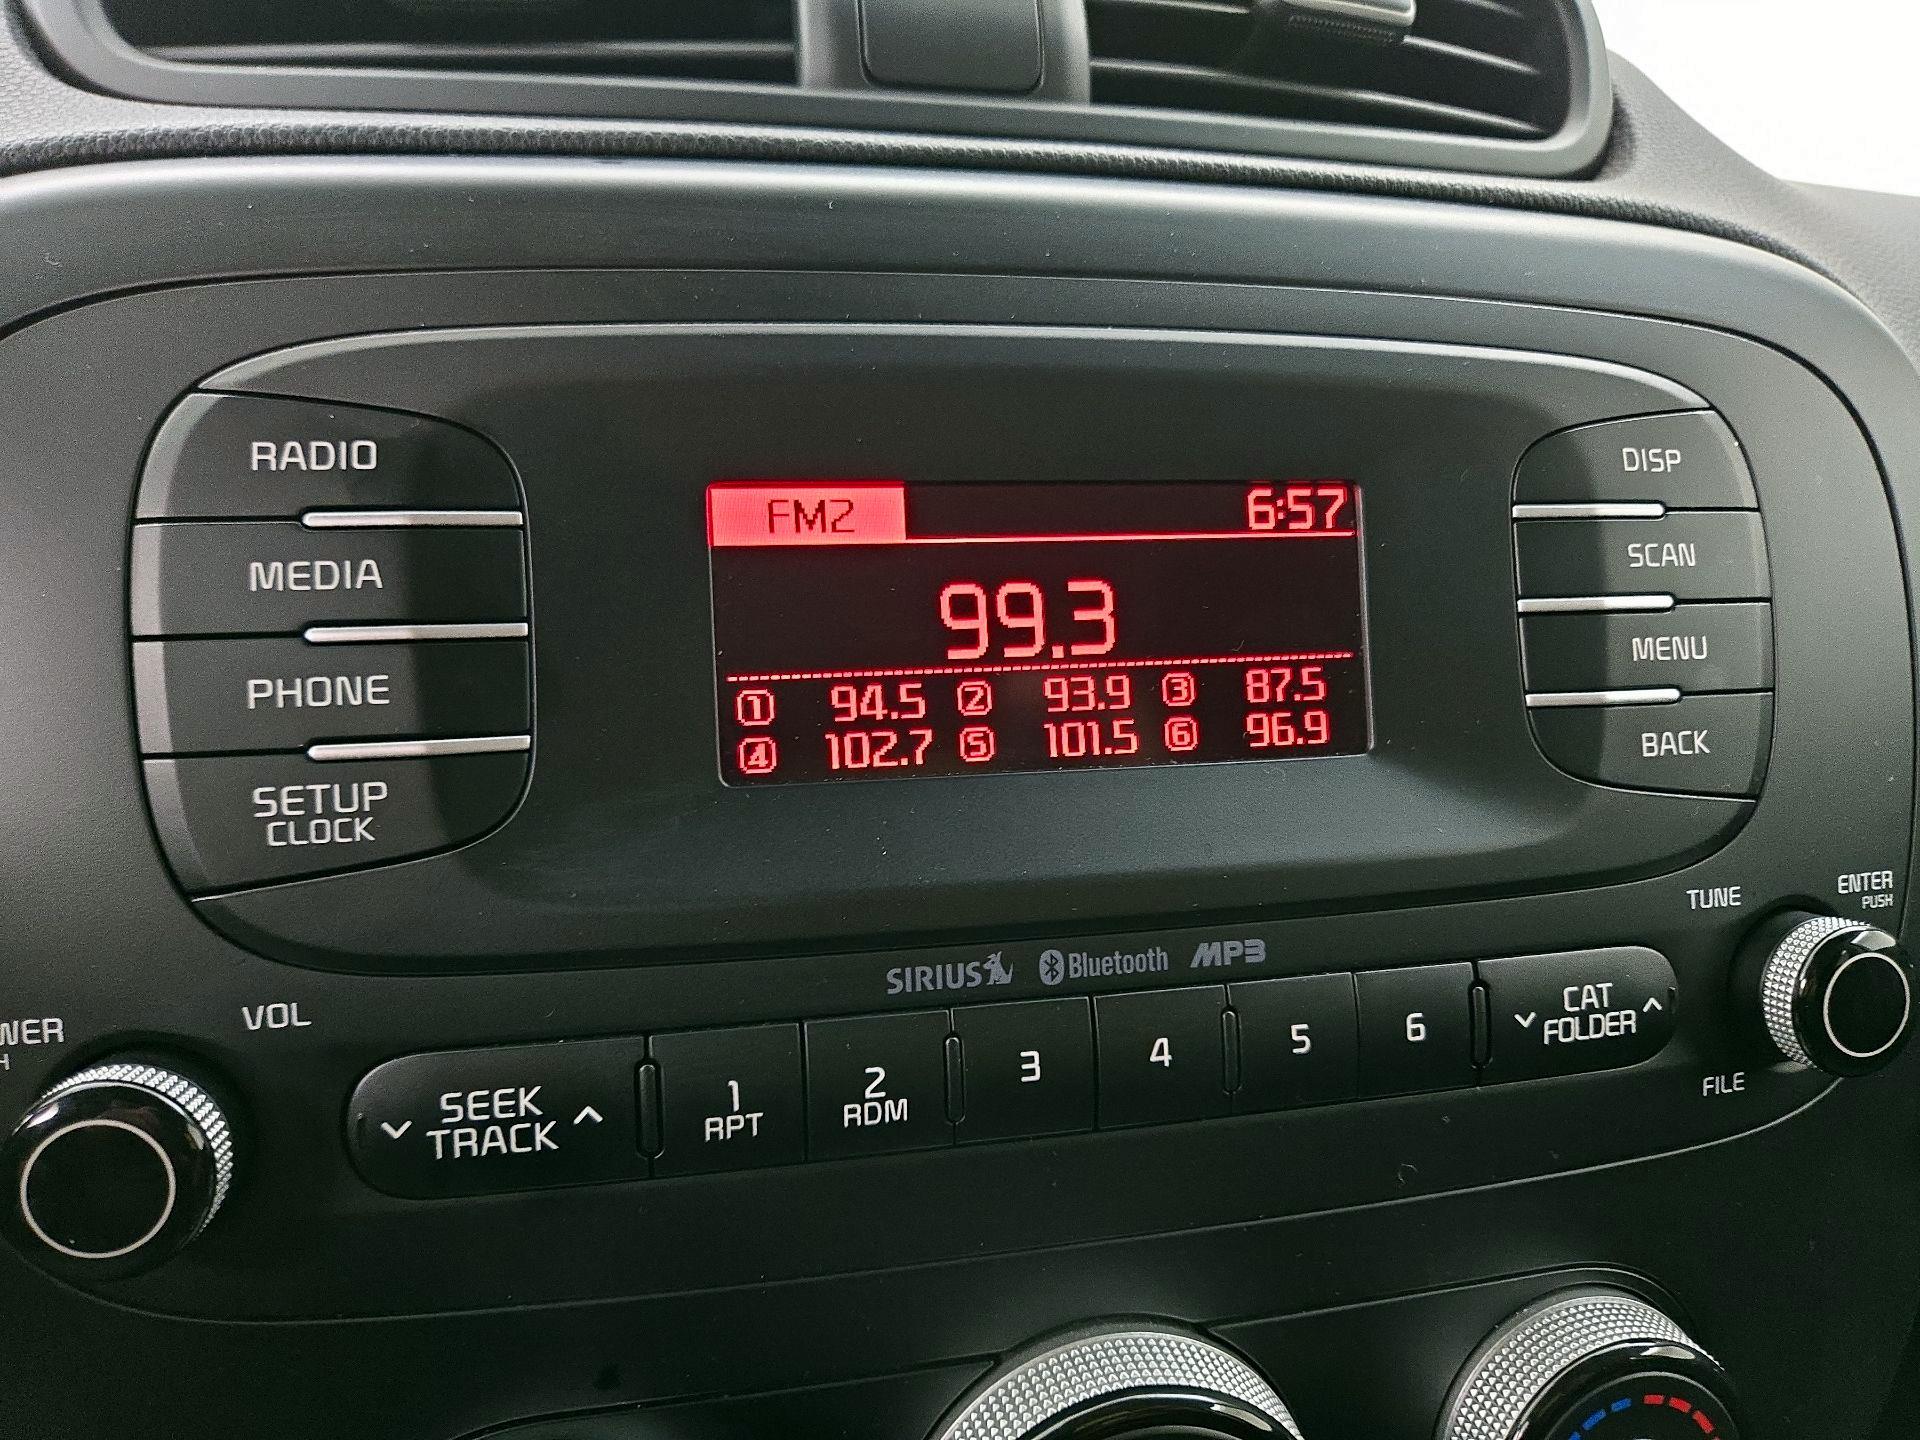 RADIO
MEDIA
PHONE
SETUP
CLOCK
FM2 6:57
99.3
1 94.5 2 93.9 3 87.5
4 102.7 5 101.5 6 96.9
DISP
SCAN
MENU
BACK
SIRIUS Bluetooth MP3
VOL
SEEK
TRACK
1
RPT
2
RDM
3
4
5
6
CAT
FOLDER
TUNE
ENTER
PUSH
FILE